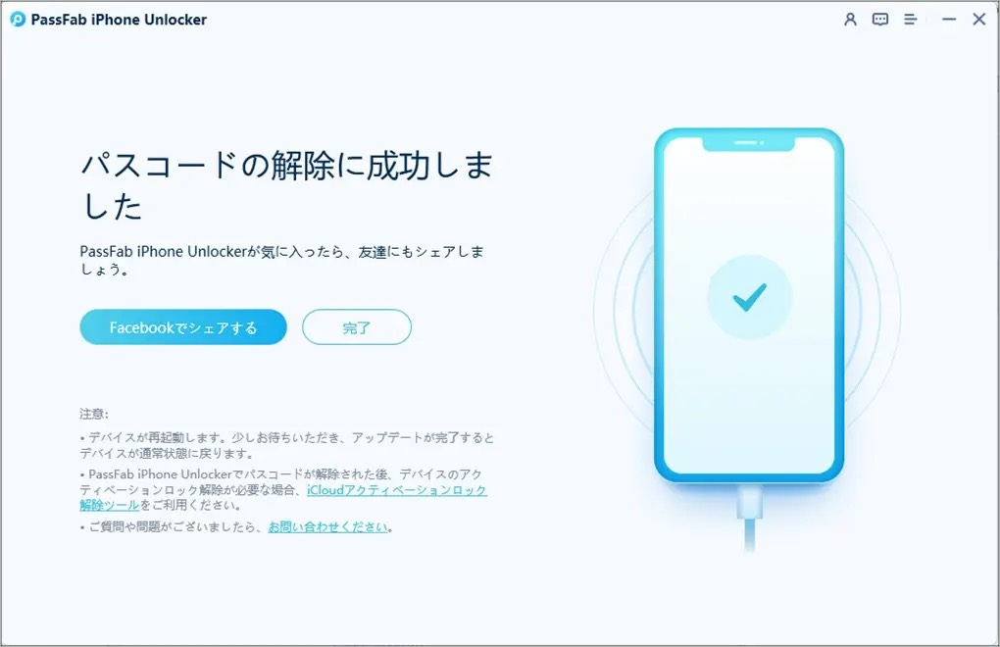 PassFab iPhone Unlocker
パスコードの解除に成功しま
した
PassFab iPhone Unlockerが気に入ったら、友達にもシェアしま
しょう。
Facebookでシェアする
完了
注意:
• デバイスが再起動します。少しお待ちいただき、アップデートが完了すると
デバイスが通常状態に戻ります。
• PassFab iPhone Unlockerでパスコードが解除された後、デバイスのアク
ティベーションロック解除が必要な場合、iCloudアクティベーションロック
解除ツールをご利用ください。
• ご質問や問題がございましたら、お問い合わせください。